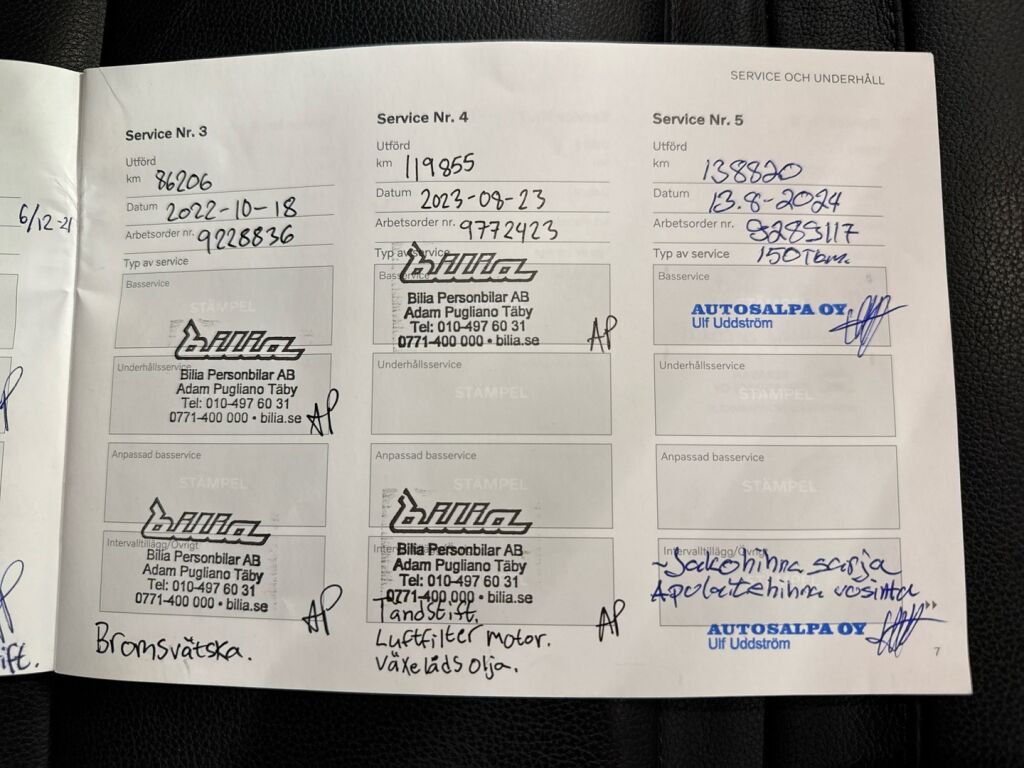 SERVICE OCH UNDERHÅLL
6/12-21
ift.
Service Nr. 3
Utförd
km 86206
Datum 2022-10-18
Arbetsorder nr. 9228836
Typ av service
Basservice
STÄMPEL
bilia
Underhållsservice
Bilia Personbilar AB
Adam Pugliano Täby
Tel: 010-497 60 31
0771-400 000 • bilia.se AP
Anpassad basservice
STÄMPEL
bilia
Intervalltillägg/Övrigt
Bilia Personbilar AB
Adam Pugliano Täby
Tel: 010-497 60 31
0771-400 000 • bilia.se AP
Bromsvätska.
Service Nr. 4
Utförd
km 119855
Datum 2023-08-23
Arbetsorder nr. 9772423
Typ av service
bilia
Basservice
Bilia Personbilar AB
Adam Pugliano Täby
Tel: 010-497 60 31
0771-400 000 • bilia.se AP
Underhållsservice
STÄMPEL
Anpassad basservice
STÄMPEL
bilia
Bilia Personbilar AB
Adam Pugliano Täby
Tel: 010-497 60 31
0771-400 000 • bilia.se AP
Tändstift.
Luftfilter motor.
växelåds olja.
Service Nr. 5
Utförd
km 138820
Datum 13.8-2024
Arbetsorder nr.
Typ av service 150Tkm
Basservice
AUTOSALPA OY
Ulf Uddström
Underhållsservice
STÄMPEL
Anpassad basservice
STÄMPEL
Intervalltillägg/Övrigt
-Jakohihna sarja
Apulaitehihna uusittu
AUTOSALPA OY
Ulf Uddström
7